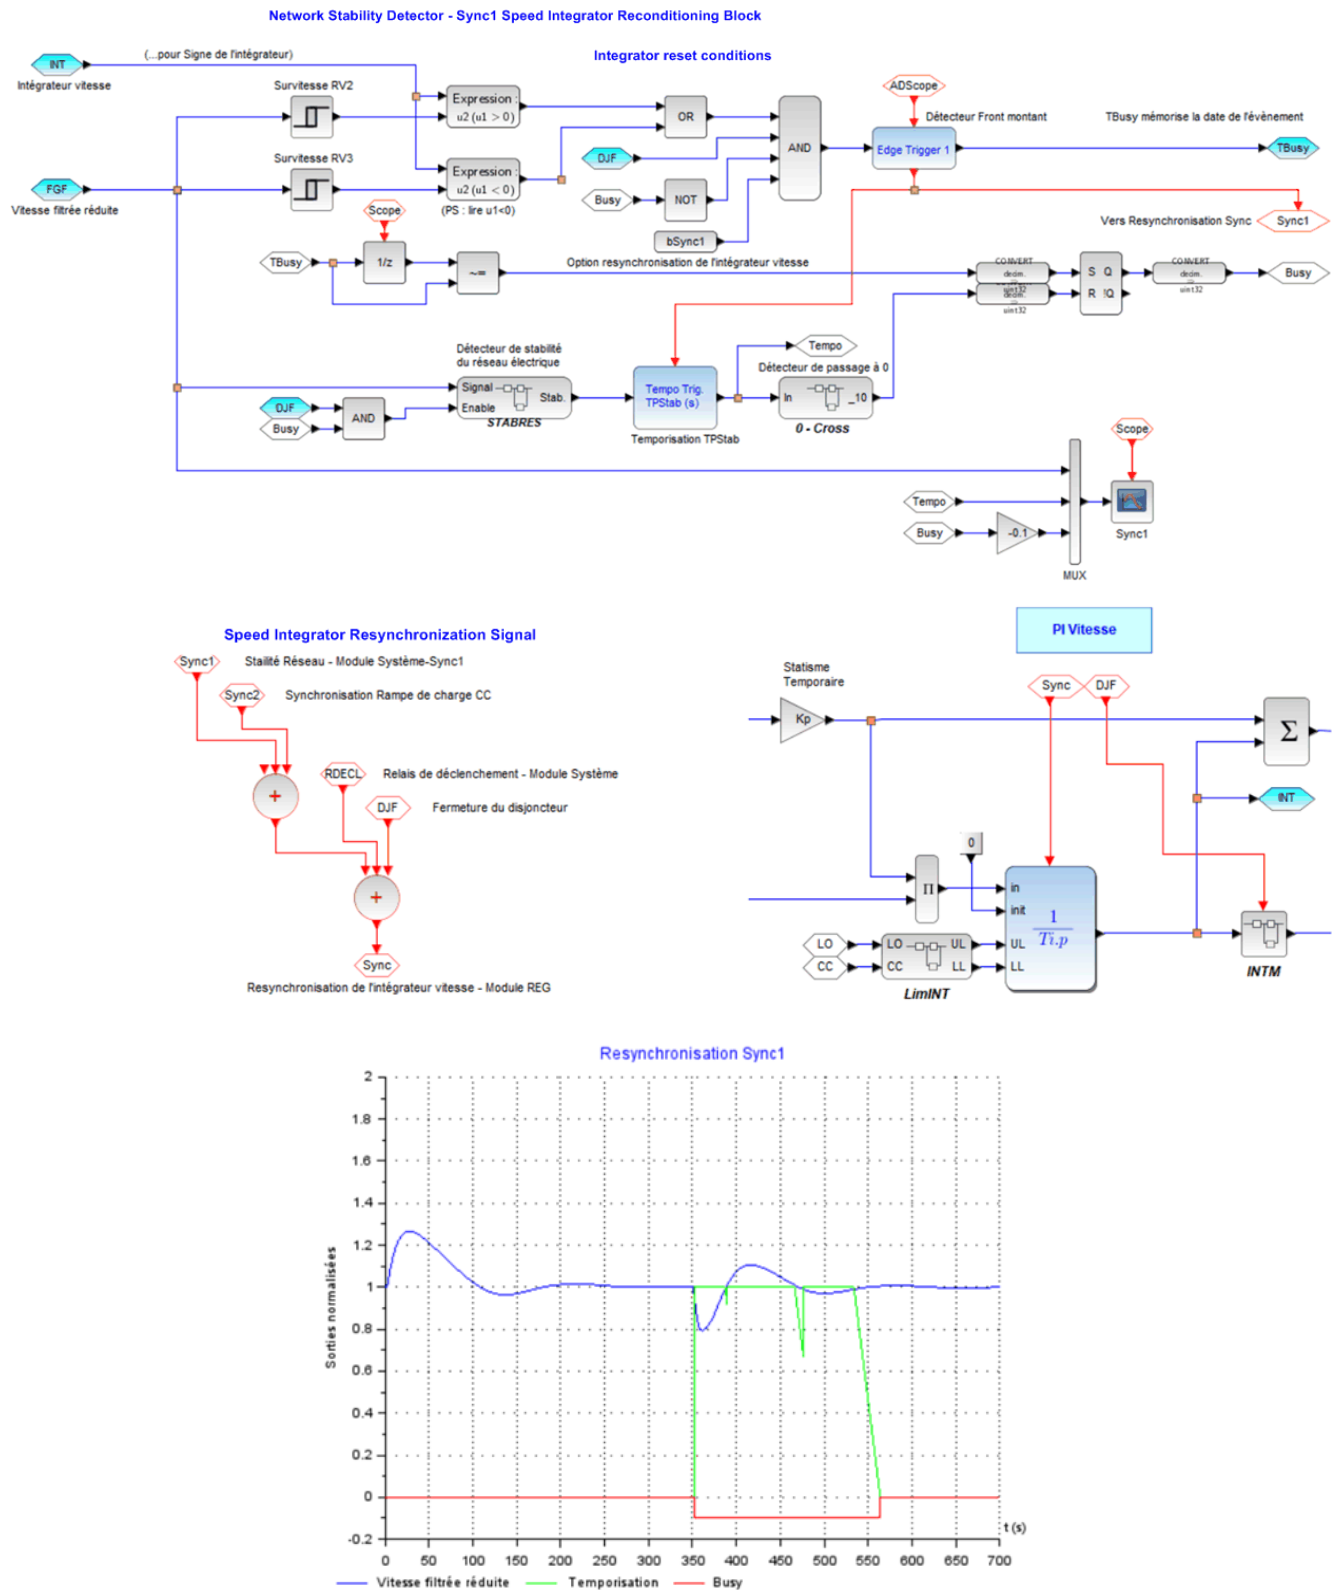 Network Stability Detector - Sync1 Speed Integrator Reconditioning Block
INT
(...pour Signe de l'intégrateur)
Integrator reset conditions
Intégrateur vitesse
Survitesse RV2
Expression :
u2 (u1 > 0)
OR
AND
ADScope
Détecteur Front montant
TBusy mémorise la date de l'évènement
Edge Trigger 1
TBusy
DJF
Survitesse RV3
FGF
Vitesse filtrée réduite
Expression :
u2 (u1 < 0)
(PS : lire u1<0)
Busy
NOT
Scope
bSync1
Vers Resynchronisation Sync
Sync1
TBusy
1/z
~=
Option resynchronisation de l'intégrateur vitesse
CONVERT
decim.
uint32
decim.
uint32
S Q
R !Q
CONVERT
decim.
uint32
Busy
Détecteur de stabilité
du réseau électrique
Tempo
Détecteur de passage à 0
Signal
Enable
Stab.
STABRES
Tempo Trig.
TPStab (s)
Temporisation TPStab
In
_10
0 - Cross
DJF
Busy
AND
Scope
Tempo
Busy
-0.1
MUX
Sync1
Speed Integrator Resynchronization Signal
Sync1
Stailité Réseau - Module Système-Sync1
Sync2
Synchronisation Rampe de charge CC
RDECL
Relais de déclenchement - Module Système
DJF
Fermeture du disjoncteur
+
+
Sync
Resynchronisation de l'intégrateur vitesse - Module REG
PI Vitesse
Statisme
Temporaire
Kp
Sync
DJF
Σ
INT
0
Π
in
init
UL
LL
1
Ti.p
LO
CC
LO
CC
UL
LL
LimINT
INTM
Resynchronisation Sync1
2
1.8
1.6
1.4
1.2
1
0.8
0.6
0.4
0.2
0
-0.2
Sorties normalisées
t (s)
0 50 100 150 200 250 300 350 400 450 500 550 600 650 700
Vitesse filtrée réduite
Temporisation
Busy